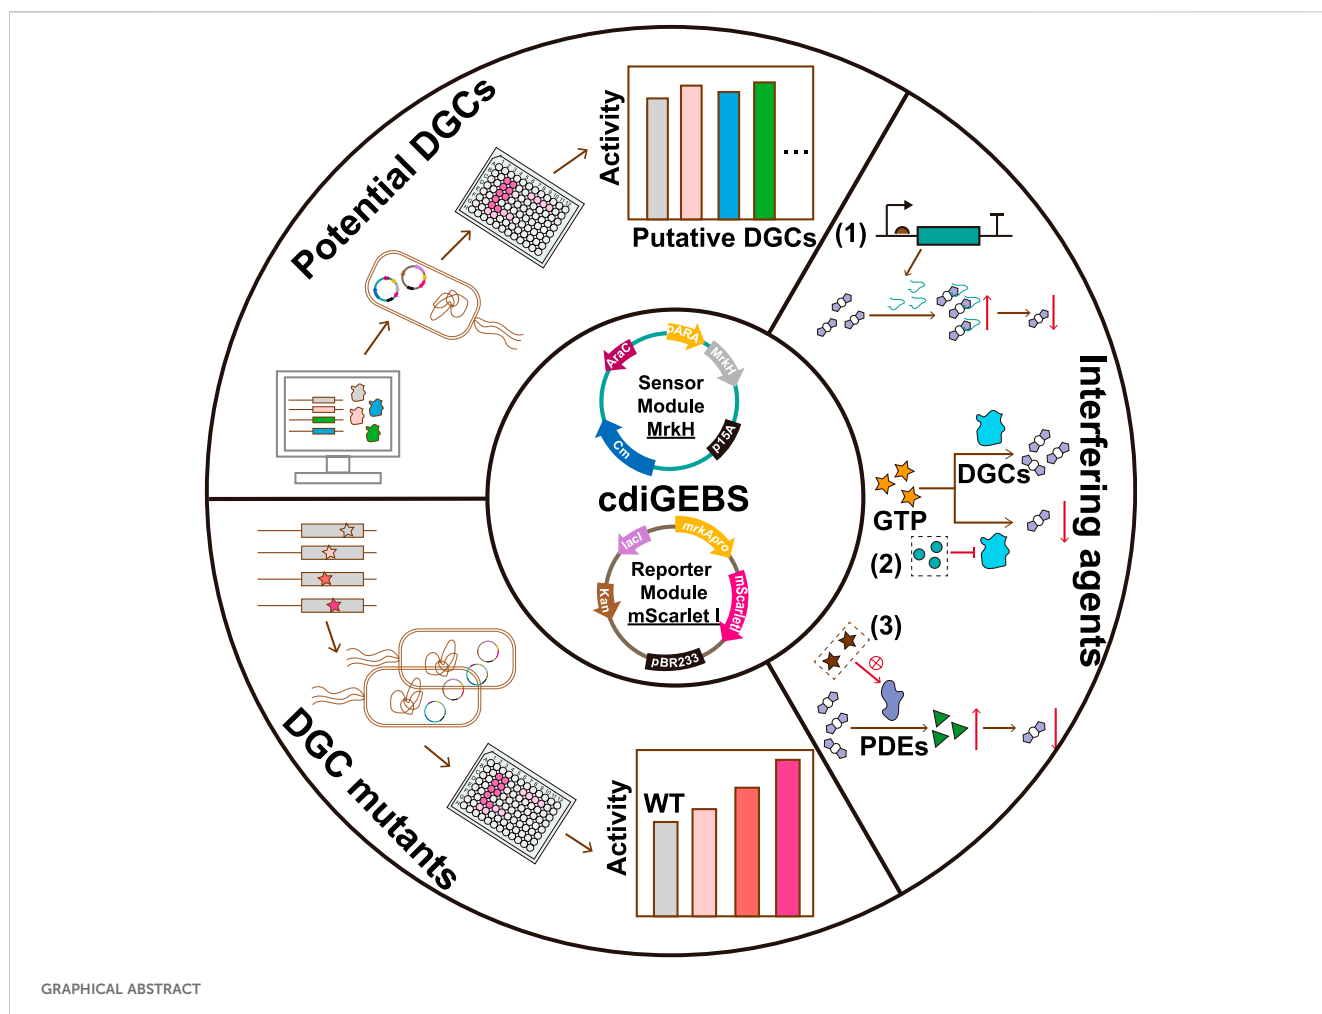 Potential DGCs
Activity
Putative DGCs
...
(1)
Interfering agents
DGCs
GTP
(2)
(3)
PDEs
pARA
AraC
MrkH
Sensor
Module
MrkH
p15A
Cm
cdiGEBS
lacI
mrkApro
Reporter
Module
mScarlet I
Kan
mScarletI
pBR233
DGC mutants
Activity
WT
GRAPHICAL ABSTRACT